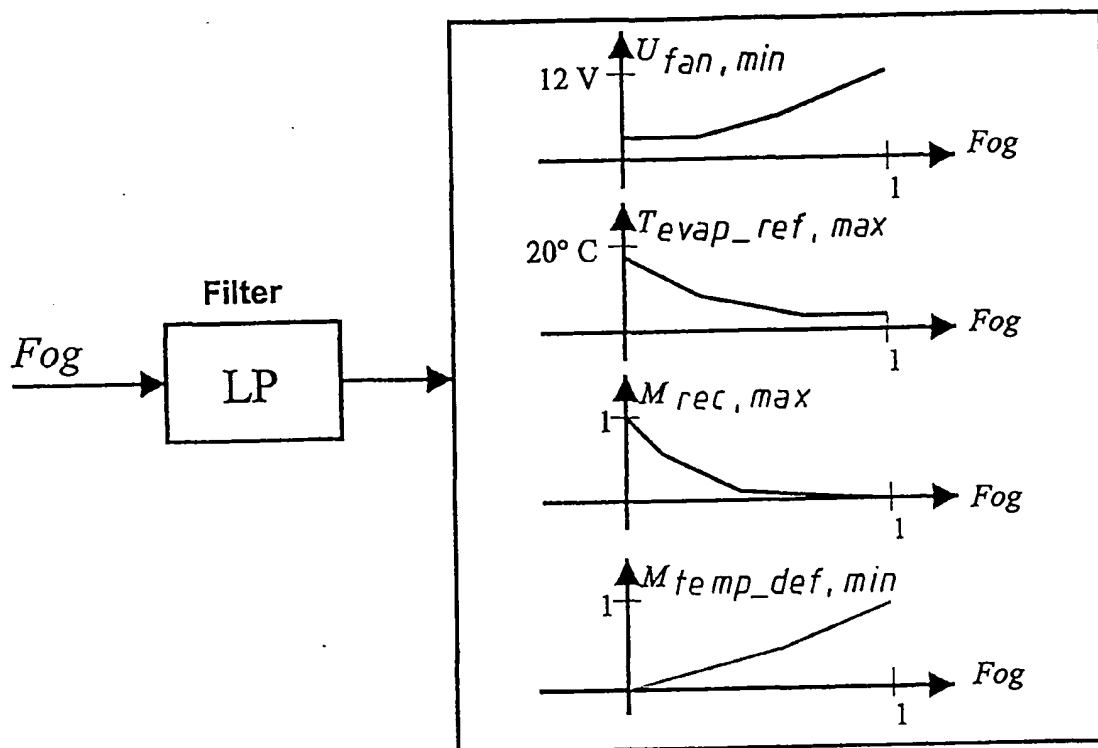 U fan, min
12 V
Fog
1
T evap_ref, max
20° C
Fog
1
Filter
Fog
LP
M rec, max
1
Fog
1
M temp_def, min
1
Fog
1